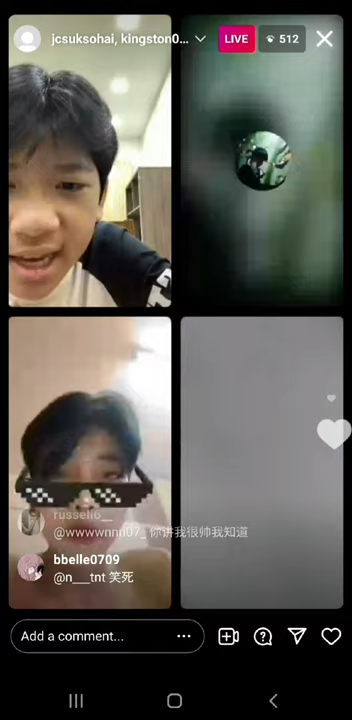 jcsuksohai, kingston0...
LIVE
512
russell6__
@wwwwnnn07_ 你讲我很帅我知道
bbelle0709
@n___tnt 笑死
Add a comment...